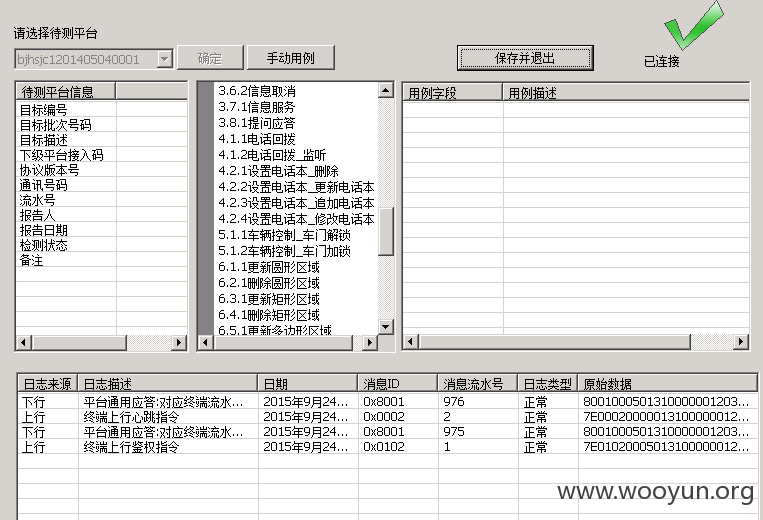 请选择待测平台
bjhsjc1201405040001
确定
手动用例
保存并退出
已连接
待测平台信息
目标编号
目标批次号码
目标描述
下级平台接入码
协议版本号
通讯号码
流水号
报告人
报告日期
检测状态
备注
3.6.2信息取消
3.7.1信息服务
3.8.1提问应答
4.1.1电话回拨
4.1.2电话回拨_监听
4.2.1设置电话本_删除
4.2.2设置电话本_更新电话本
4.2.3设置电话本_追加电话本
4.2.4设置电话本_修改电话本
5.1.1车辆控制_车门解锁
5.1.2车辆控制_车门加锁
6.1.1更新圆形区域
6.2.1删除圆形区域
6.3.1更新矩形区域
6.4.1删除矩形区域
6.5.1更新多边形区域
用例字段 用例描述
日志来源 日志描述 日期 消息ID 消息流水号 日志类型 原始数据
下行 平台通用应答:对应终端流水... 2015年9月24... 0x8001 976 正常 8001000501310000001203...
上行 终端上行心跳指令 2015年9月24... 0x0002 2 正常 7E00020000013100000012...
下行 平台通用应答:对应终端流水... 2015年9月24... 0x8001 975 正常 8001000501310000001203...
上行 终端上行鉴权指令 2015年9月24... 0x0102 1 正常 7E01020005013100000012...
www.wooyun.org